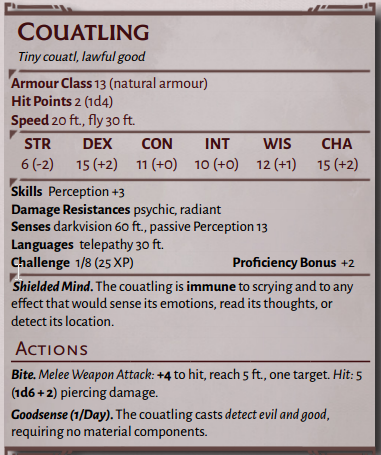 COUATLING
Tiny couatl, lawful good
Armour Class 13 (natural armour)
Hit Points 2 (1d4)
Speed 20 ft., fly 30 ft.
STR DEX CON INT WIS CHA
6 (-2) 15 (+2) 11 (+0) 10 (+0) 12 (+1) 15 (+2)
Skills Perception +3
Damage Resistances psychic, radiant
Senses darkvision 60 ft., passive Perception 13
Languages telepathy 30 ft.
Challenge 1/8 (25 XP) Proficiency Bonus +2
Shielded Mind. The couatling is immune to scrying and to any
effect that would sense its emotions, read its thoughts, or
detect its location.
ACTIONS
Bite. Melee Weapon Attack: +4 to hit, reach 5 ft., one target. Hit: 5
(1d6 + 2) piercing damage.
Goodsense (1/Day). The couatling casts detect evil and good,
requiring no material components.